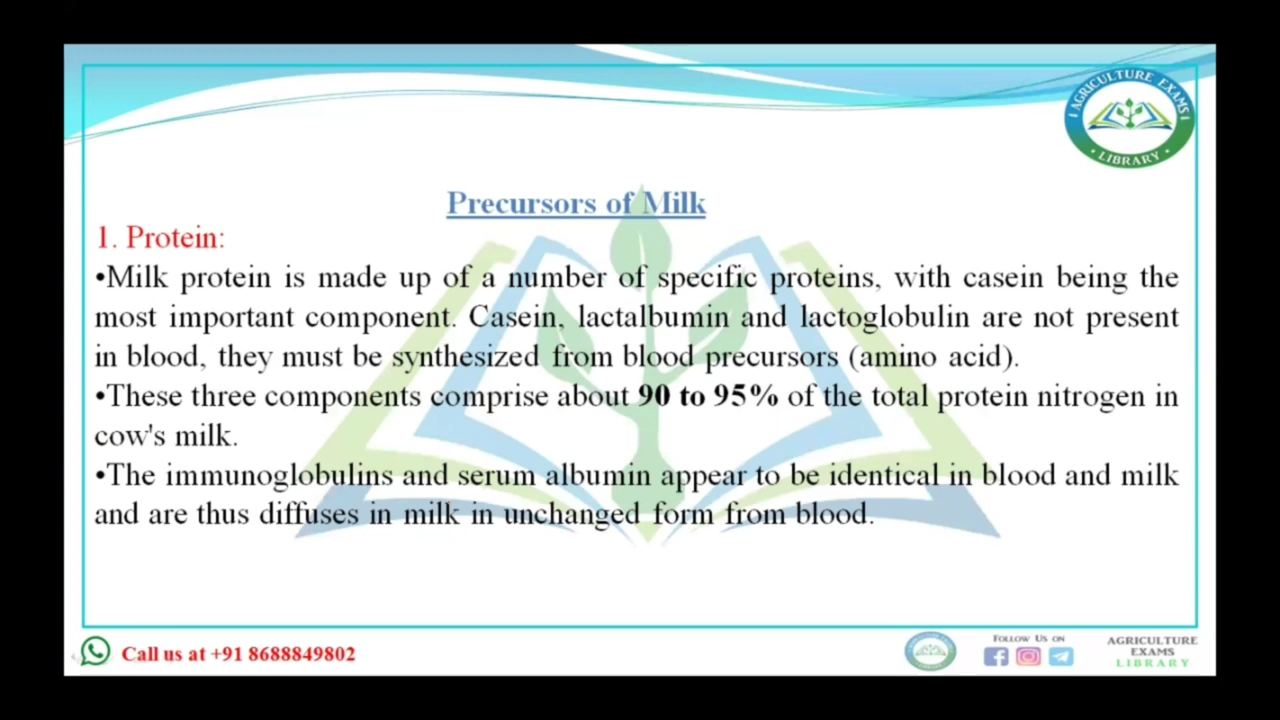 AGRICULTURE EXAMS
LIBRARY
Precursors of Milk
1. Protein:
•Milk protein is made up of a number of specific proteins, with casein being the
most important component. Casein, lactalbumin and lactoglobulin are not present
in blood, they must be synthesized from blood precursors (amino acid).
•These three components comprise about 90 to 95% of the total protein nitrogen in
cow's milk.
•The immunoglobulins and serum albumin appear to be identical in blood and milk
and are thus diffuses in milk in unchanged form from blood.
Call us at +91 8688849802
FOLLOW US ON
AGRICULTURE
EXAMS
LIBRARY